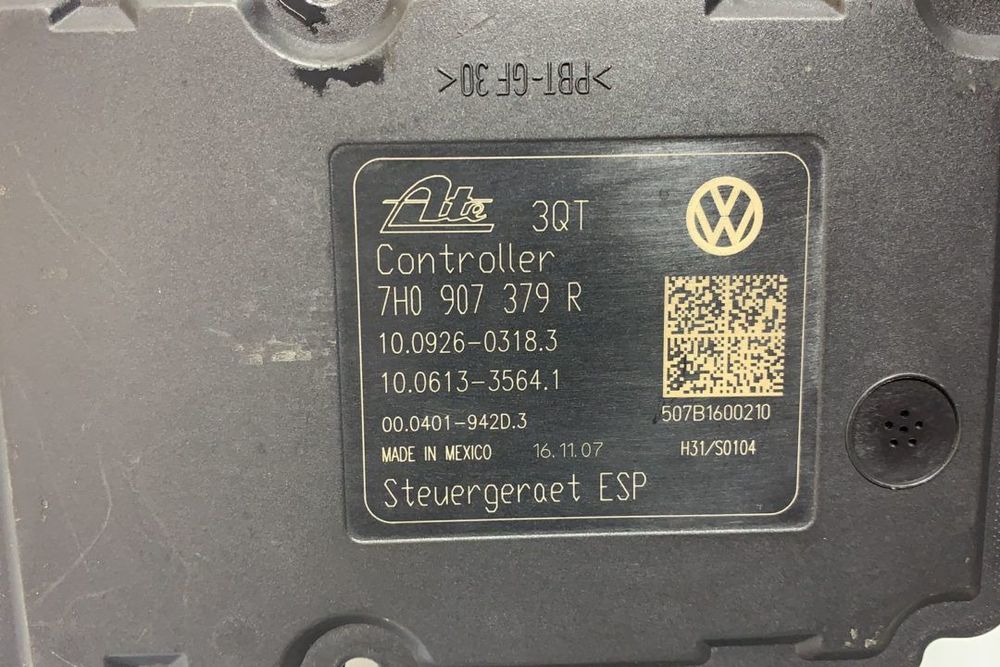 >PBT-GF30<
Ate 3QT
Controller
7H0 907 379 R
10.0926-0318.3
10.0613-3564.1
00.0401-942D.3
507B1600210
MADE IN MEXICO 16.11.07 H31/S0104
Steuergeraet ESP